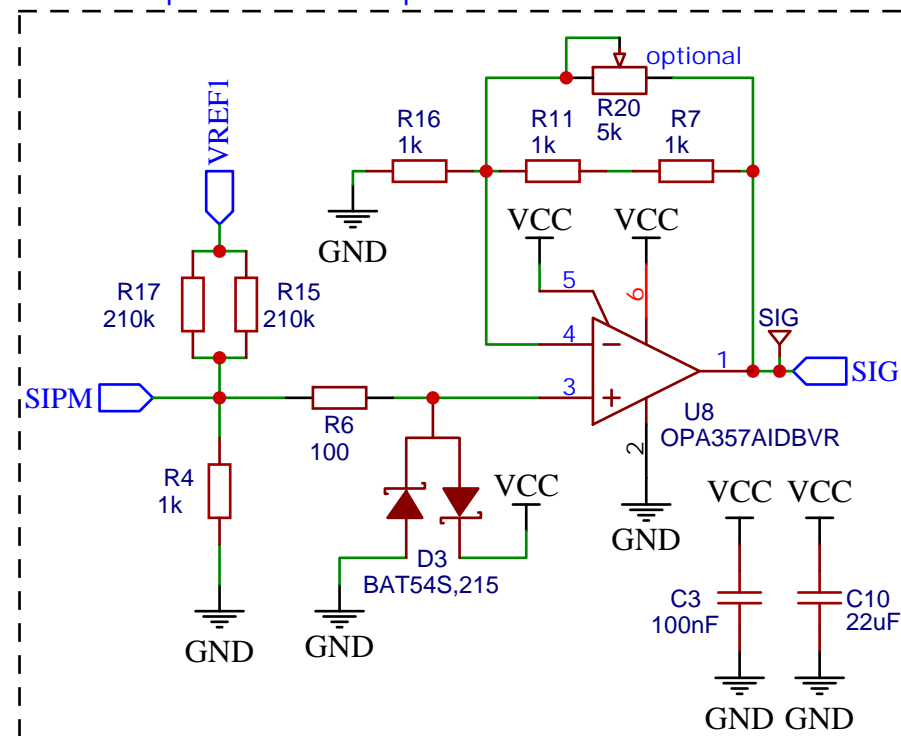 optional
R20
5k
R16
1k
R11
1k
R7
1k
VREF1
GND
VCC
VCC
R17
210k
R15
210k
5
6
4
3
1
2
SIG
SIG
SIPM
R6
100
U8
OPA357AIDBVR
R4
1k
VCC
D3
BAT54S,215
GND
VCC
VCC
C3
100nF
C10
22uF
GND
GND
GND
GND